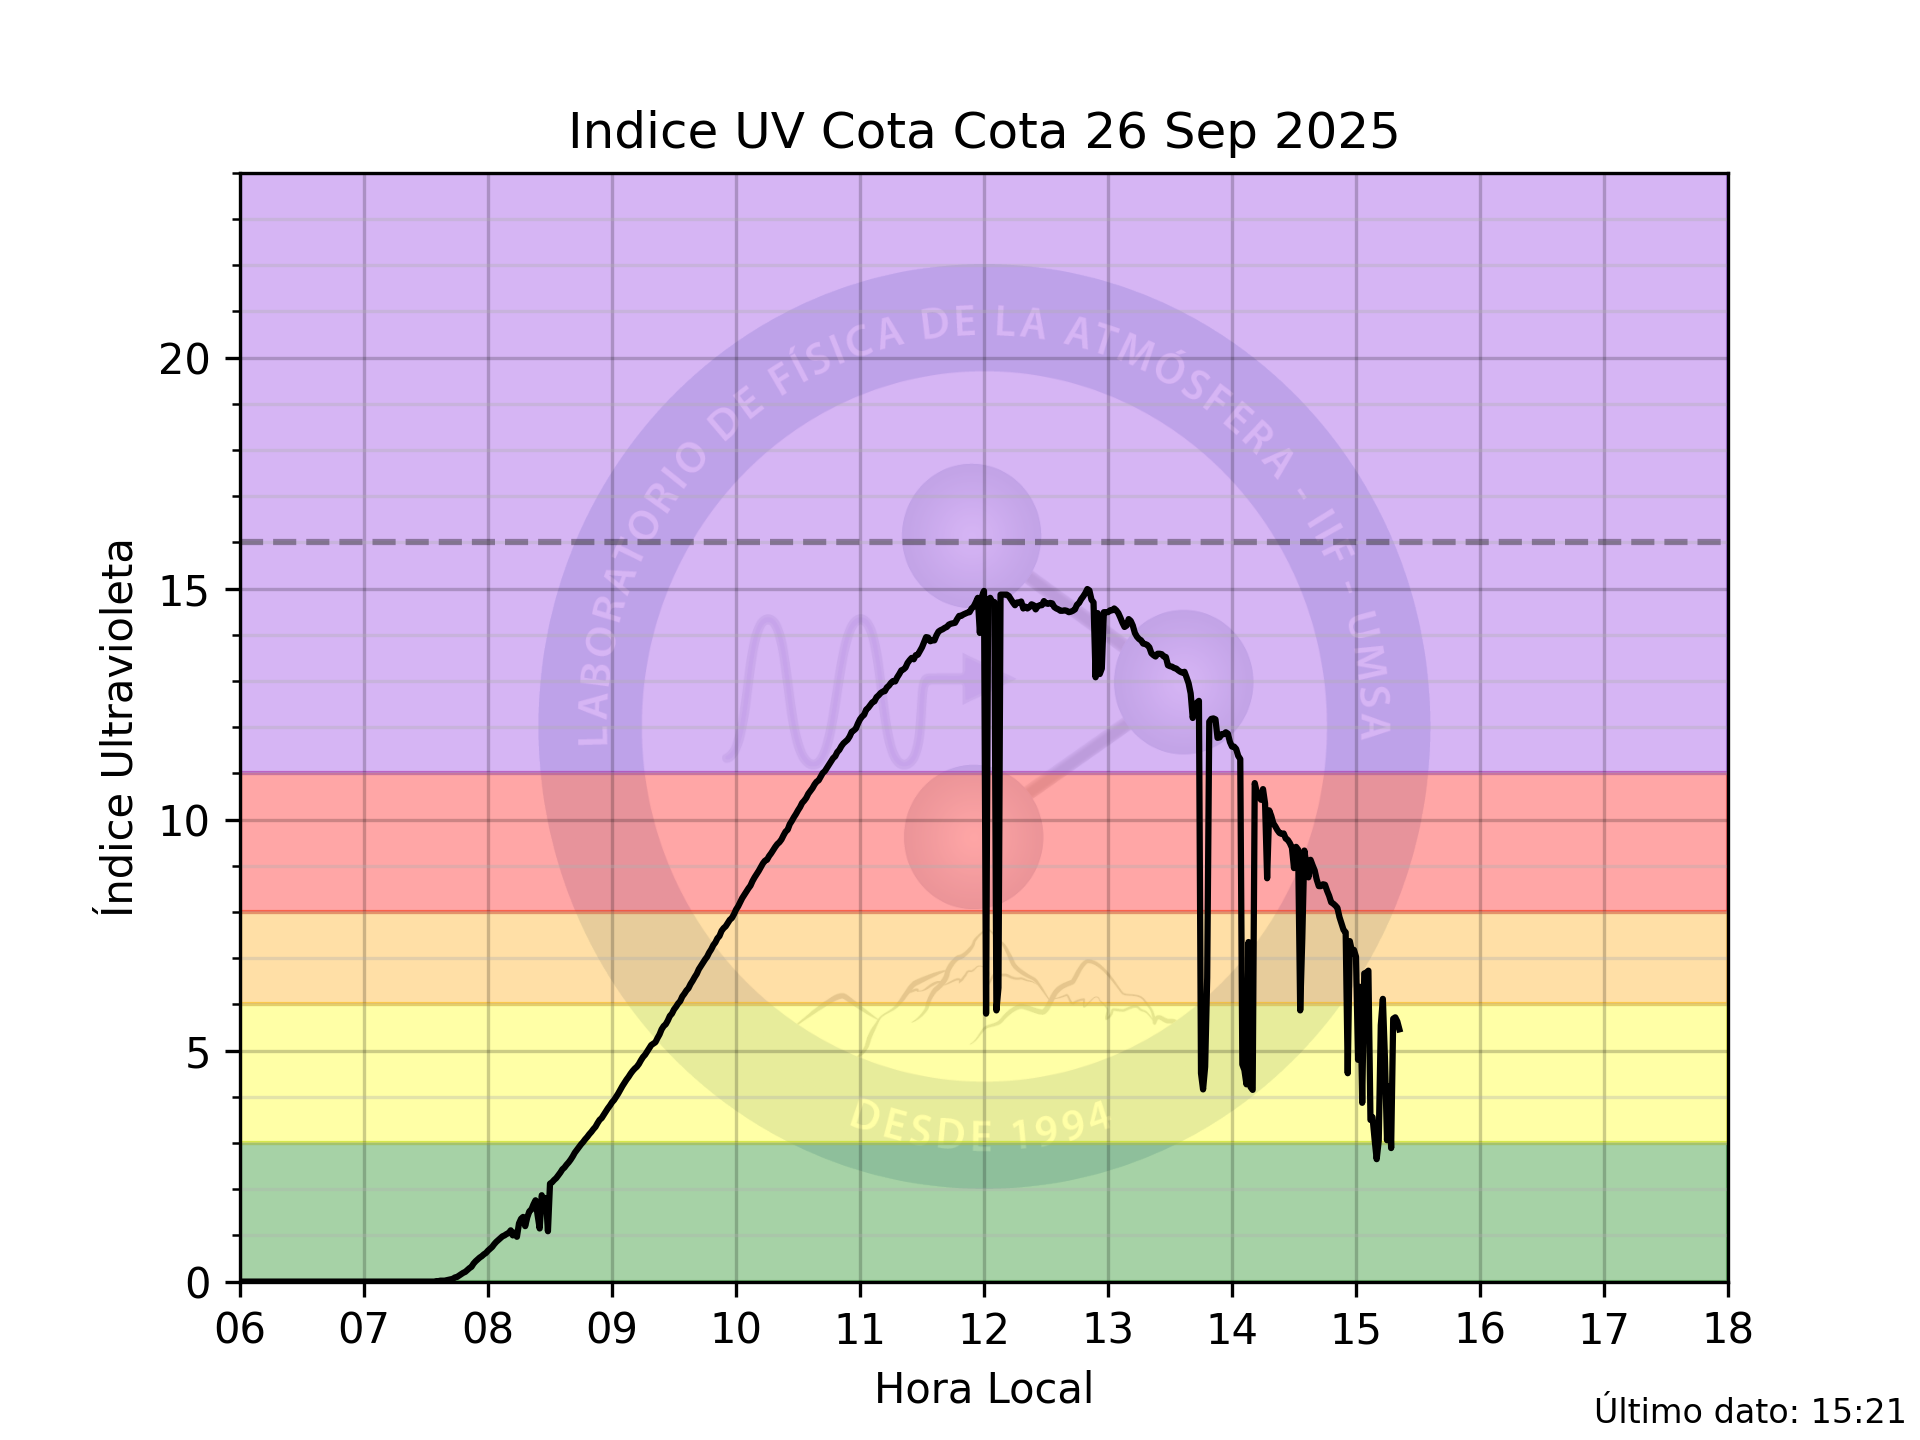 Indice UV Cota Cota 26 Sep 2025
LABORATORIO DE FÍSICA DE LA ATMÓSFERA - IIF - UMSA
20
15
10
5
0
Índice Ultravioleta
DESDE 1994
06 07 08 09 10 11 12 13 14 15 16 17 18
Hora Local
Último dato: 15:21